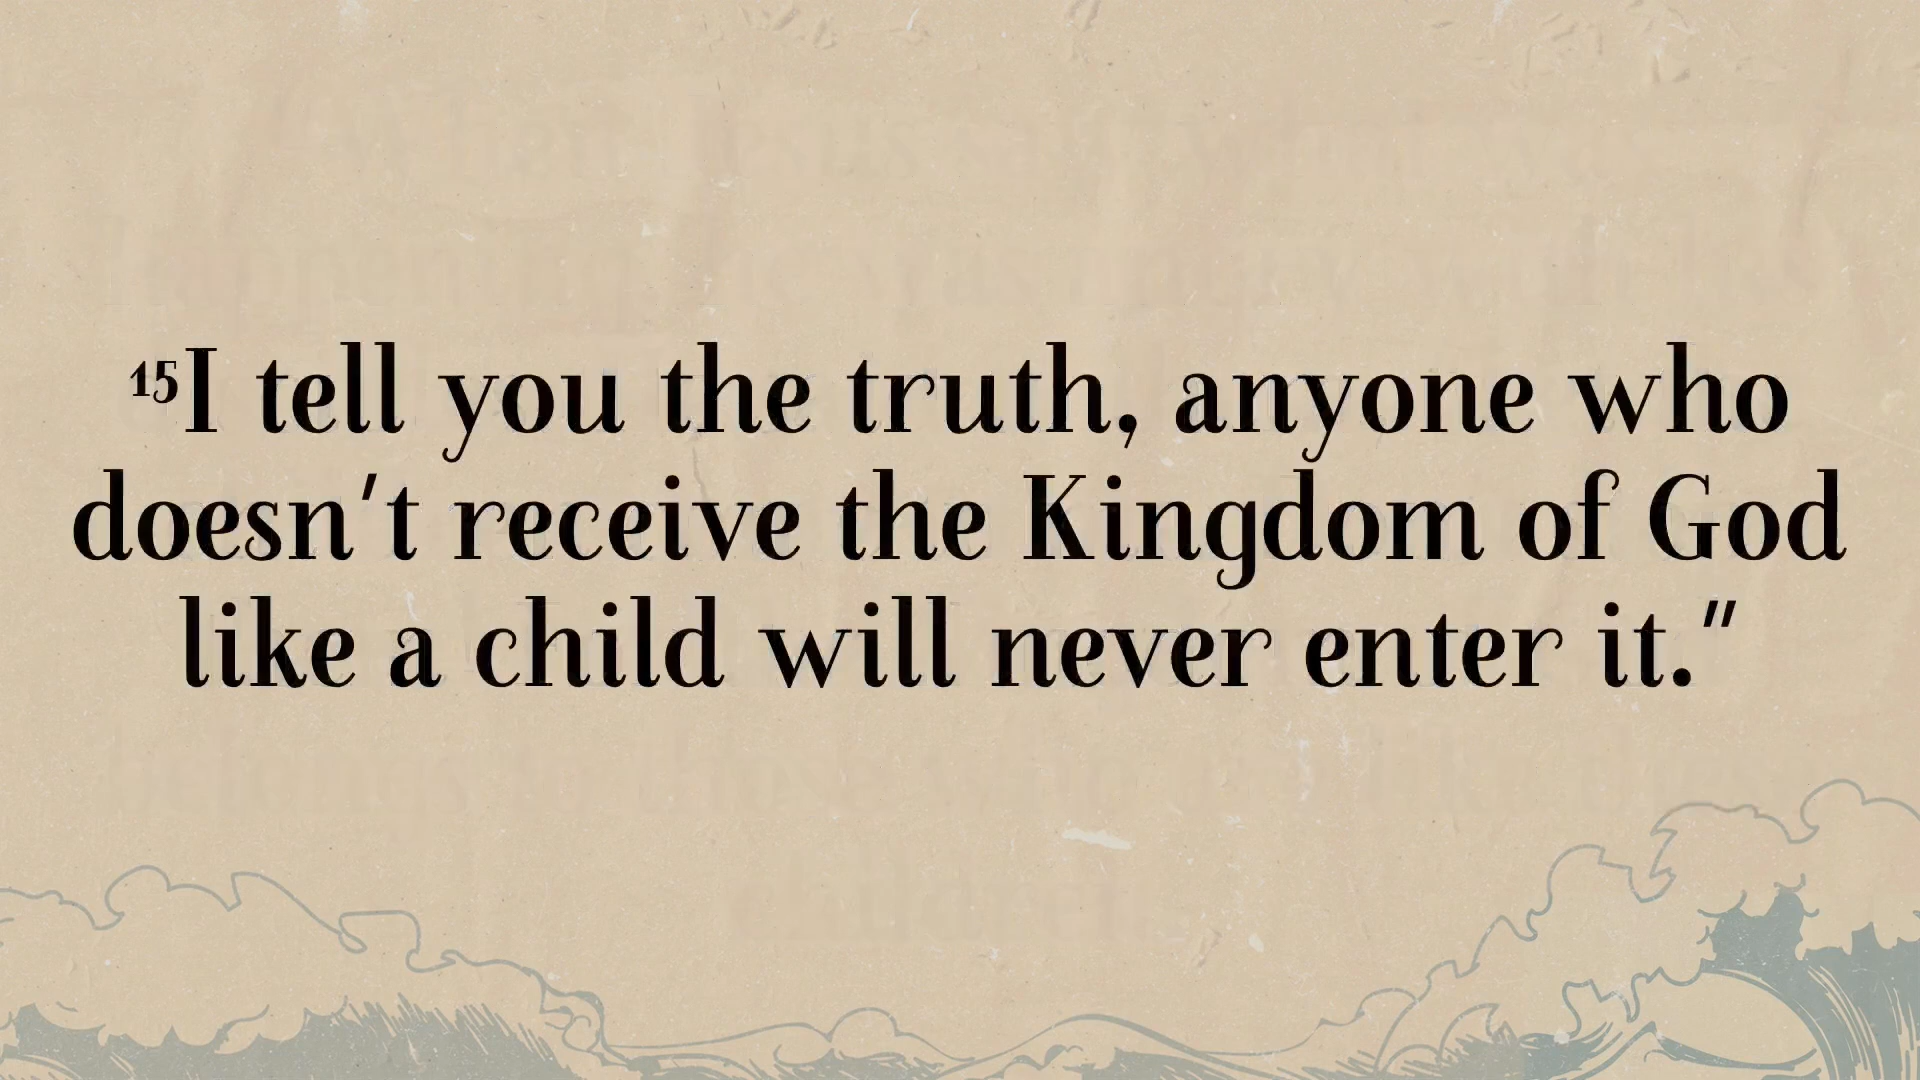 ¹⁵I tell you the truth, anyone who
doesn't receive the Kingdom of God
like a child will never enter it."